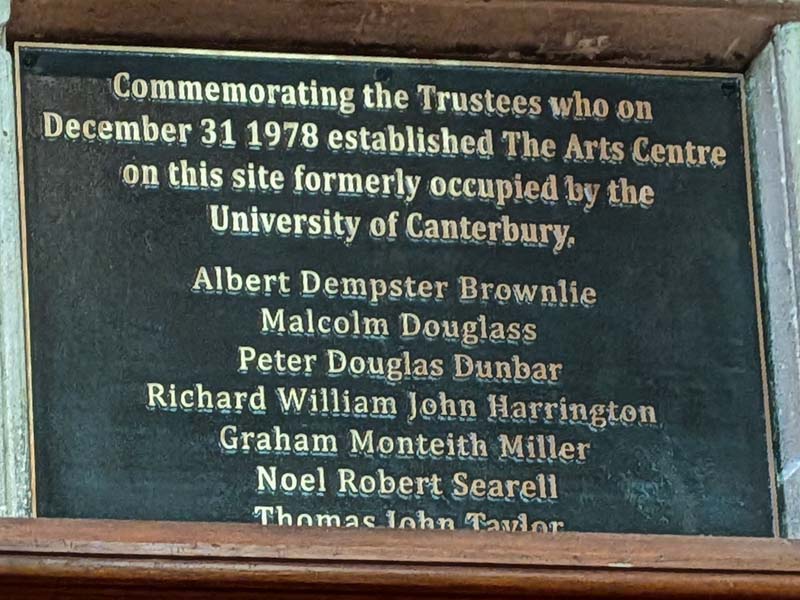 Commemorating the Trustees who on
December 31 1978 established The Arts Centre
on this site formerly occupied by the
University of Canterbury.
Albert Dempster Brownlie
Malcolm Douglass
Peter Douglas Dunbar
Richard William John Harrington
Graham Monteith Miller
Noel Robert Searell
Thomas John Taylor